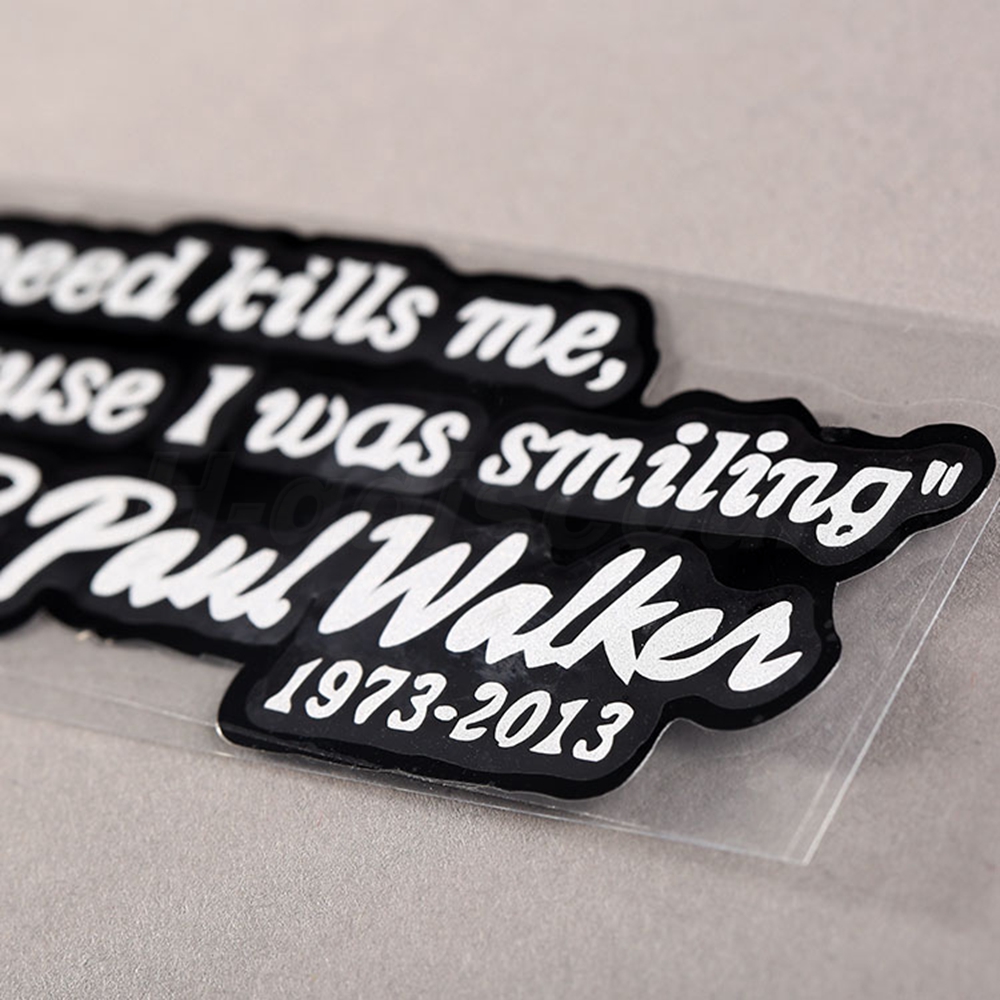 eed kills me,
use I was smiling"
Paul Walker
1973-2013